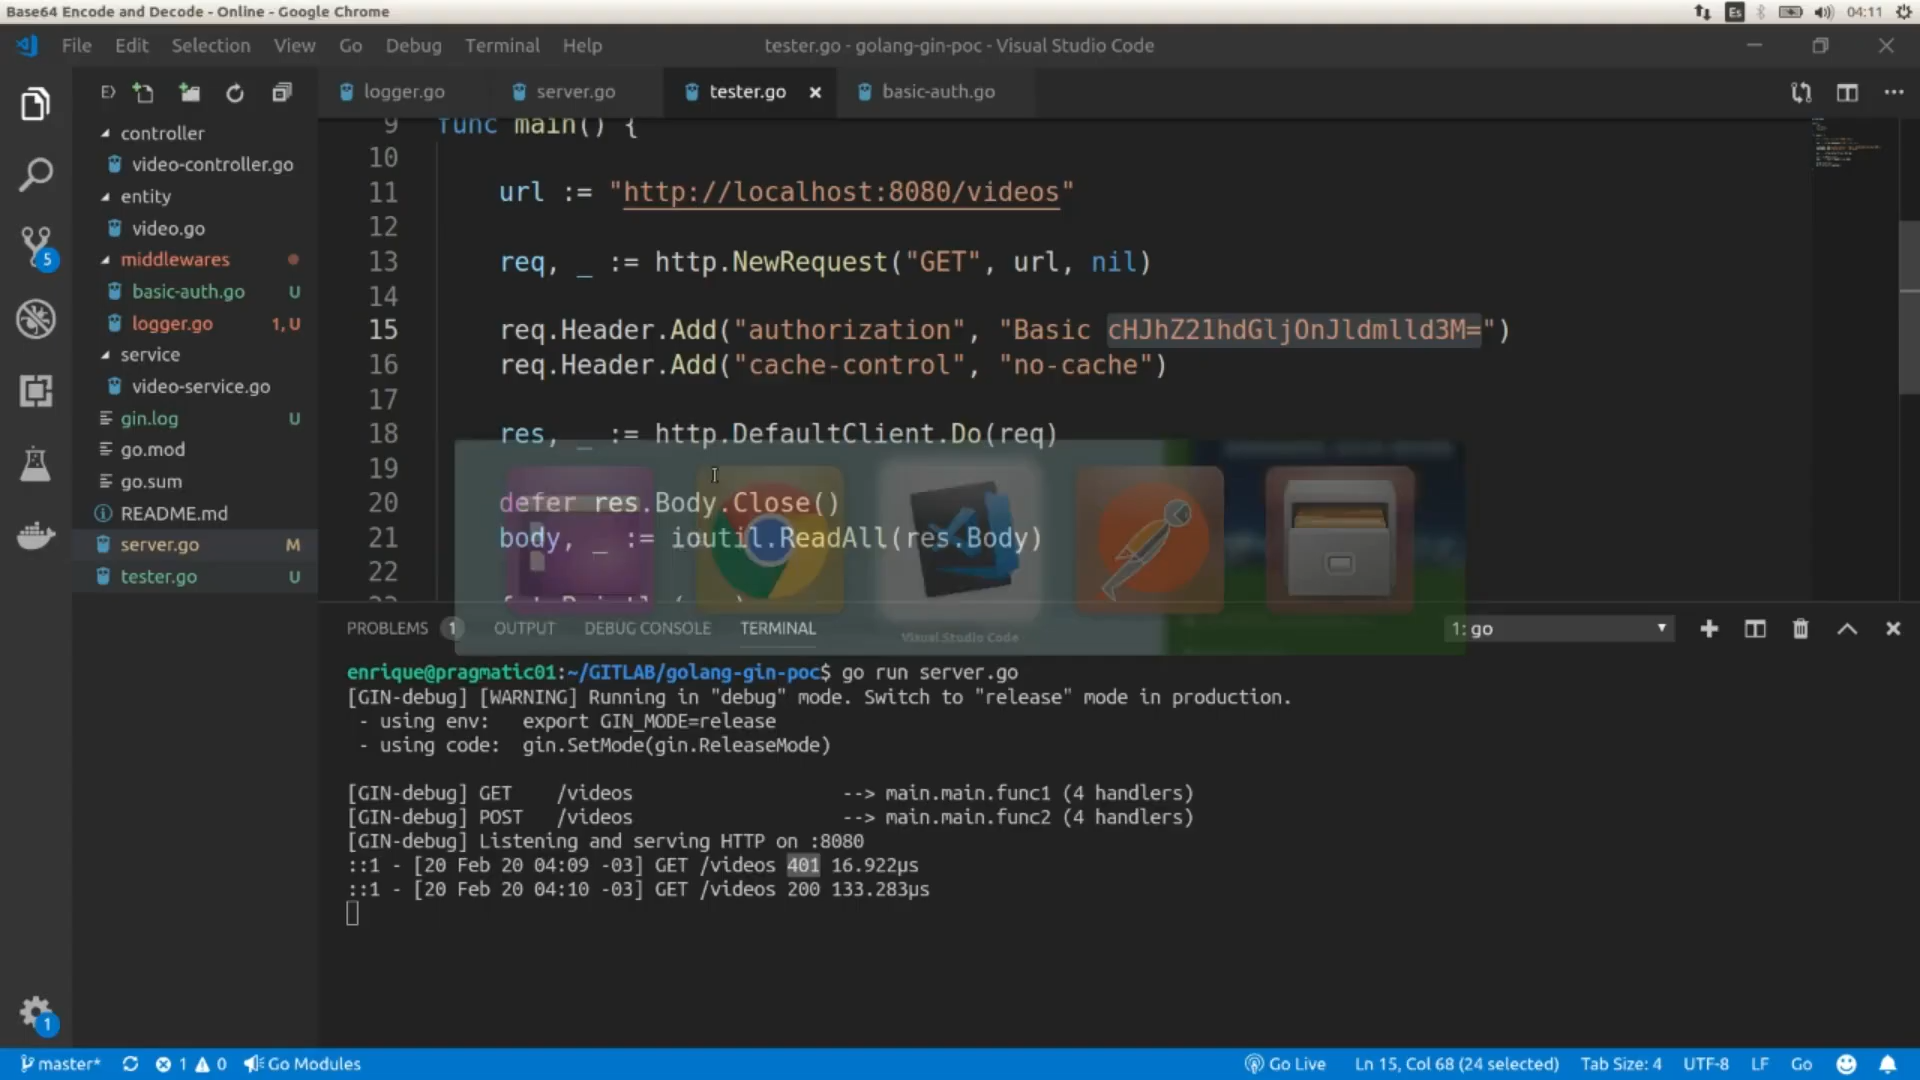 Base64 Encode and Decode - Online - Google Chrome
Es
04:11
File Edit Selection View Go Debug Terminal Help
tester.go - golang-gin-poc - Visual Studio Code
logger.go
server.go
tester.go
basic-auth.go
controller
video-controller.go
entity
video.go
middlewares
basic-auth.go U
logger.go 1, U
service
video-service.go
gin.log U
go.mod
go.sum
README.md
server.go M
tester.go U
5
1
9 func main() {
10
11 url := "http://localhost:8080/videos"
12
13 req, _ := http.NewRequest("GET", url, nil)
14
15 req.Header.Add("authorization", "Basic cHJhZ21hdGljOnJldmlld3M=")
16 req.Header.Add("cache-control", "no-cache")
17
18 res, _ := http.DefaultClient.Do(req)
19
20 defer res.Body.Close()
21 body, _ := ioutil.ReadAll(res.Body)
22
Visual Studio Code
PROBLEMS 1 OUTPUT DEBUG CONSOLE TERMINAL
1: go
enrique@pragmatic01:~/GITLAB/golang-gin-poc$ go run server.go
[GIN-debug] [WARNING] Running in "debug" mode. Switch to "release" mode in production.
- using env: export GIN_MODE=release
- using code: gin.SetMode(gin.ReleaseMode)
[GIN-debug] GET /videos --> main.main.func1 (4 handlers)
[GIN-debug] POST /videos --> main.main.func2 (4 handlers)
[GIN-debug] Listening and serving HTTP on :8080
::1 - [20 Feb 20 04:09 -03] GET /videos 401 16.922µs
::1 - [20 Feb 20 04:10 -03] GET /videos 200 133.283µs
master* 1 0 Go Modules
Go Live Ln 15, Col 68 (24 selected) Tab Size: 4 UTF-8 LF Go